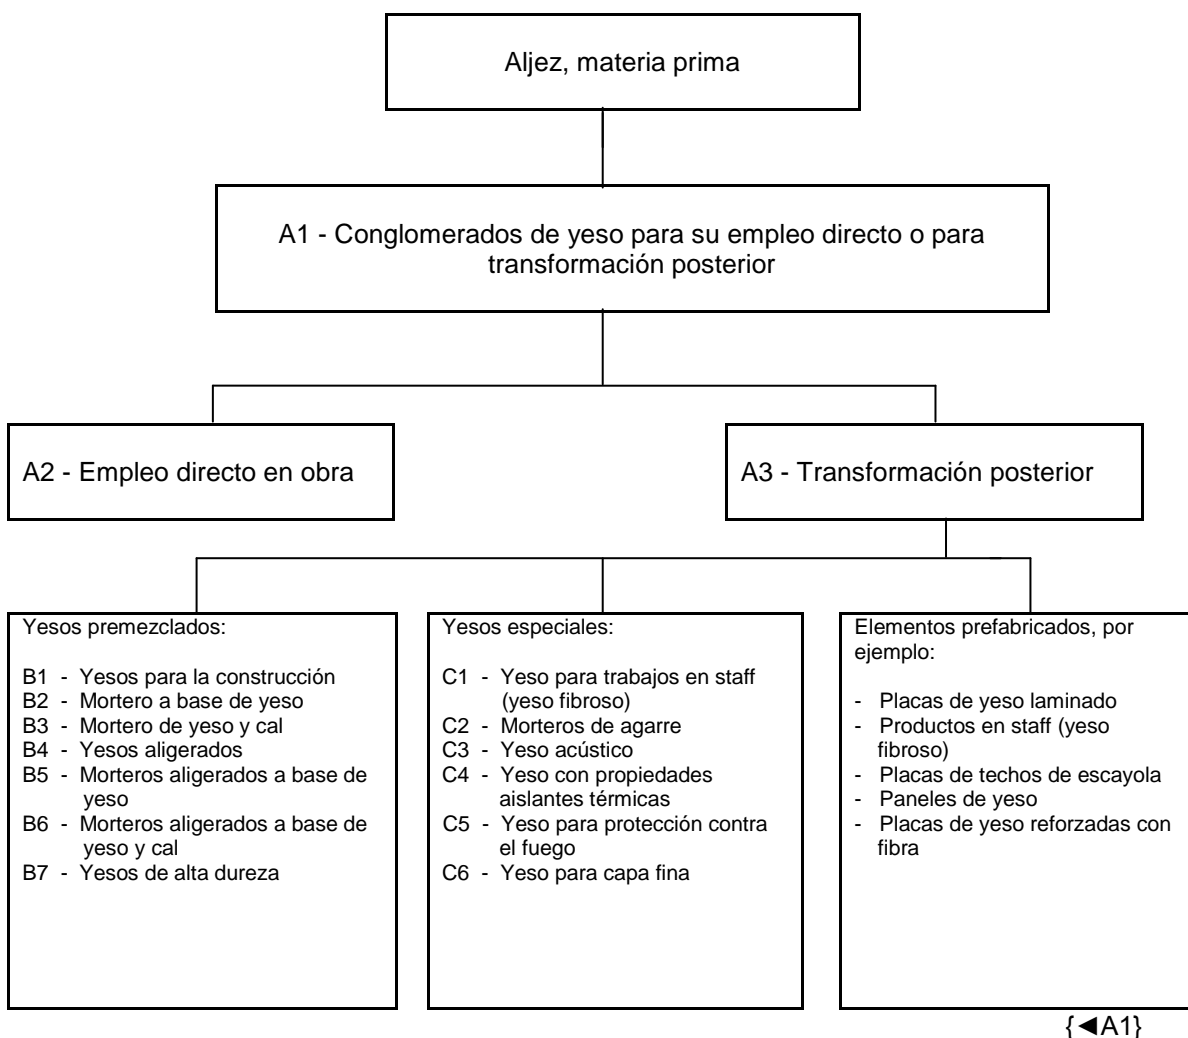 Aljez, materia prima
A1 - Conglomerados de yeso para su empleo directo o para
transformación posterior
A2 - Empleo directo en obra
A3 - Transformación posterior
Yesos premezclados:
B1 - Yesos para la construcción
B2 - Mortero a base de yeso
B3 - Mortero de yeso y cal
B4 - Yesos aligerados
B5 - Morteros aligerados a base de
yeso
B6 - Morteros aligerados a base de
yeso y cal
B7 - Yesos de alta dureza
Yesos especiales:
C1 - Yeso para trabajos en staff
(yeso fibroso)
C2 - Morteros de agarre
C3 - Yeso acústico
C4 - Yeso con propiedades
aislantes térmicas
C5 - Yeso para protección contra
el fuego
C6 - Yeso para capa fina
Elementos prefabricados, por
ejemplo:
- Placas de yeso laminado
- Productos en staff (yeso
fibroso)
- Placas de techos de escayola
- Paneles de yeso
- Placas de yeso reforzadas con
fibra
{◄A1}